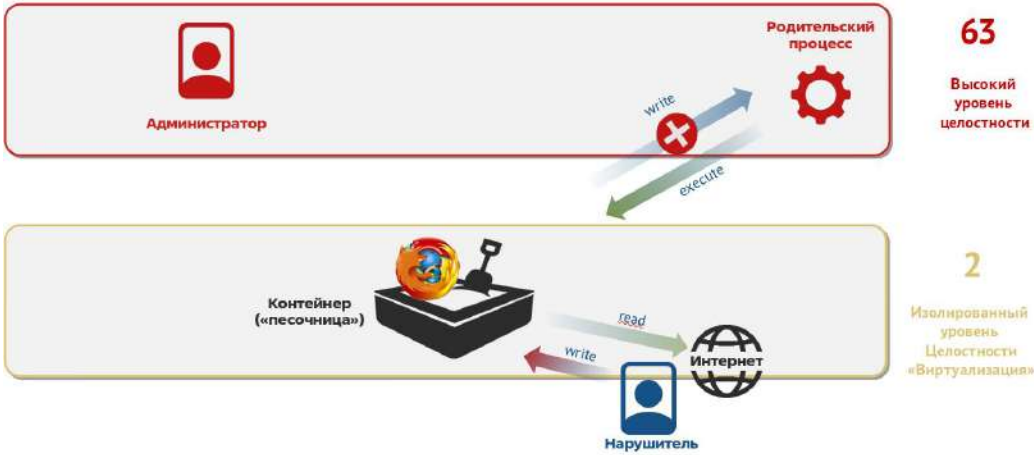 Родительский
процесс
63
Высокий
уровень
целостности
Администратор
write
execute
2
Изолированный
уровень
Целостности
«Виртуализация»
Контейнер
(«песочница»)
read
write
Интернет
Нарушитель